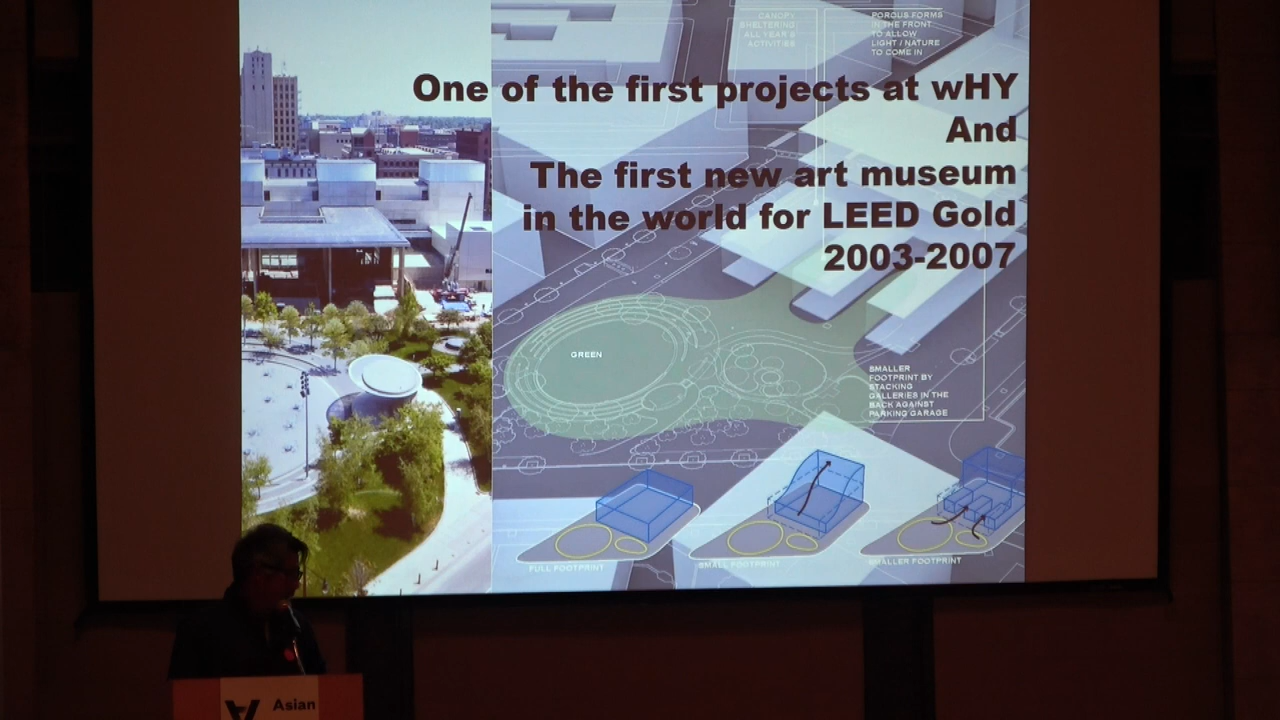 CANOPY
SHELTERING
ALL YEAR'S
ACTIVITIES
POROUS FORMS
IN THE FRONT
TO ALLOW
LIGHT / NATURE
TO COME IN
One of the first projects at wHY
And
The first new art museum
in the world for LEED Gold
2003-2007
GREEN
SMALLER
FOOTPRINT BY
STACKING
GALLERIES IN THE
BACK AGAINST
PARKING GARAGE
FULL FOOTPRINT
SMALL FOOTPRINT
SMALLER FOOTPRINT
Asian